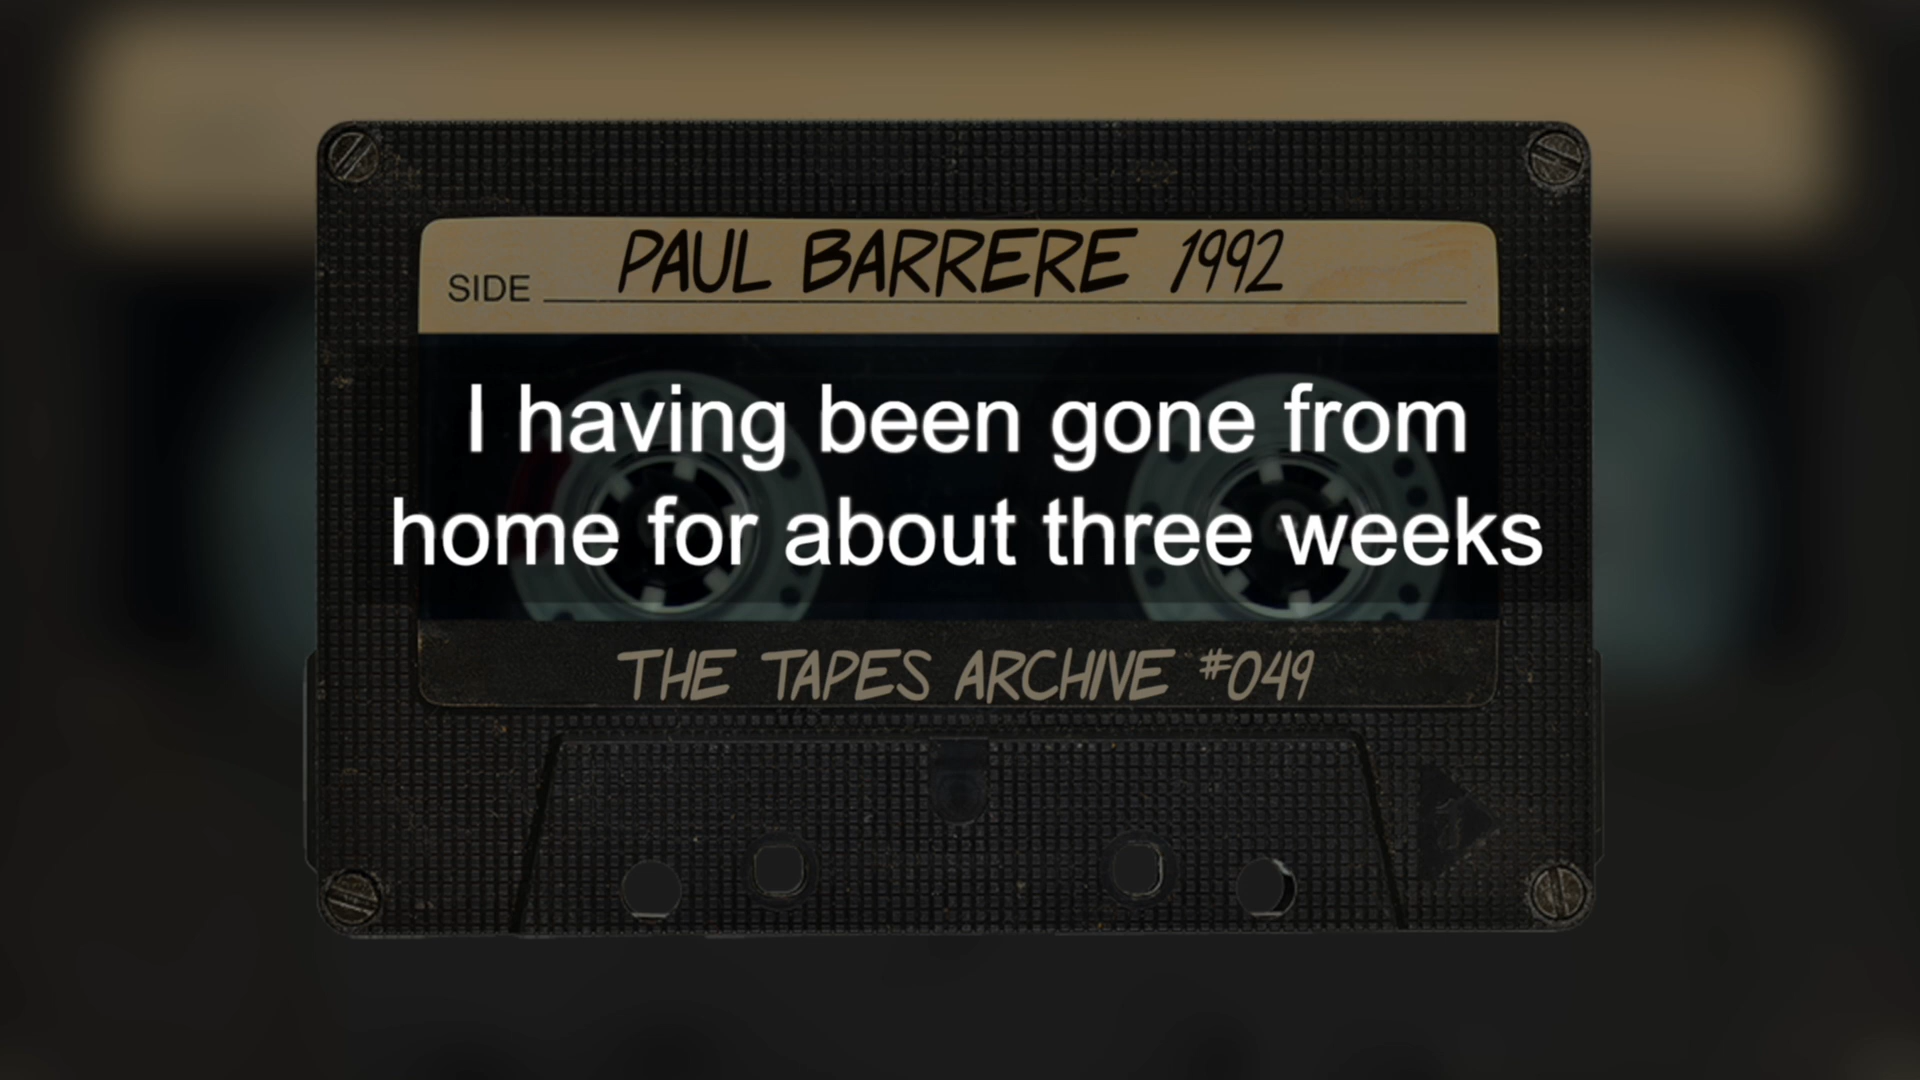 PAUL BARRERE 1992
SIDE
I having been gone from
home for about three weeks
THE TAPES ARCHIVE #049